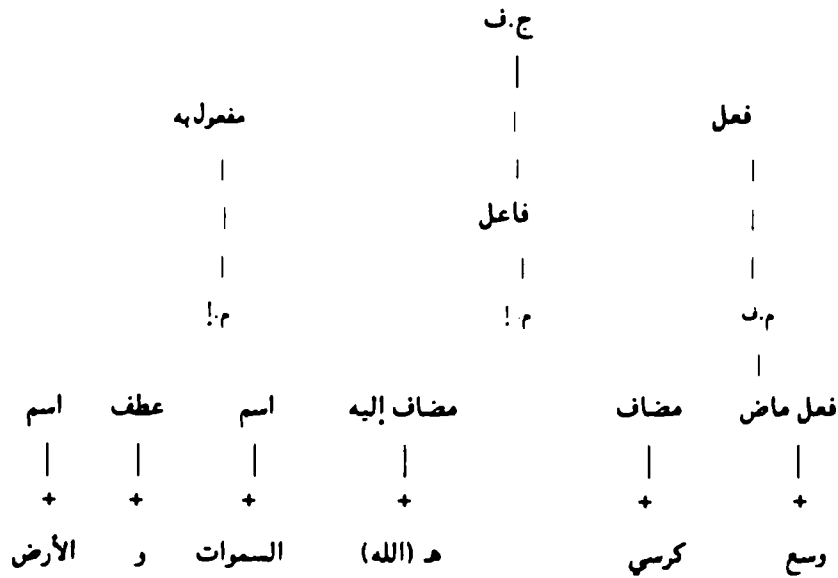 ج.ف
فعل مفعول به
فاعل
م.ف م.! م.!
فعل ماض مضاف مضاف إليه اسم عطف اسم
+ + + + + +
وسع كرسي هـ (الله) السموات و الأرض